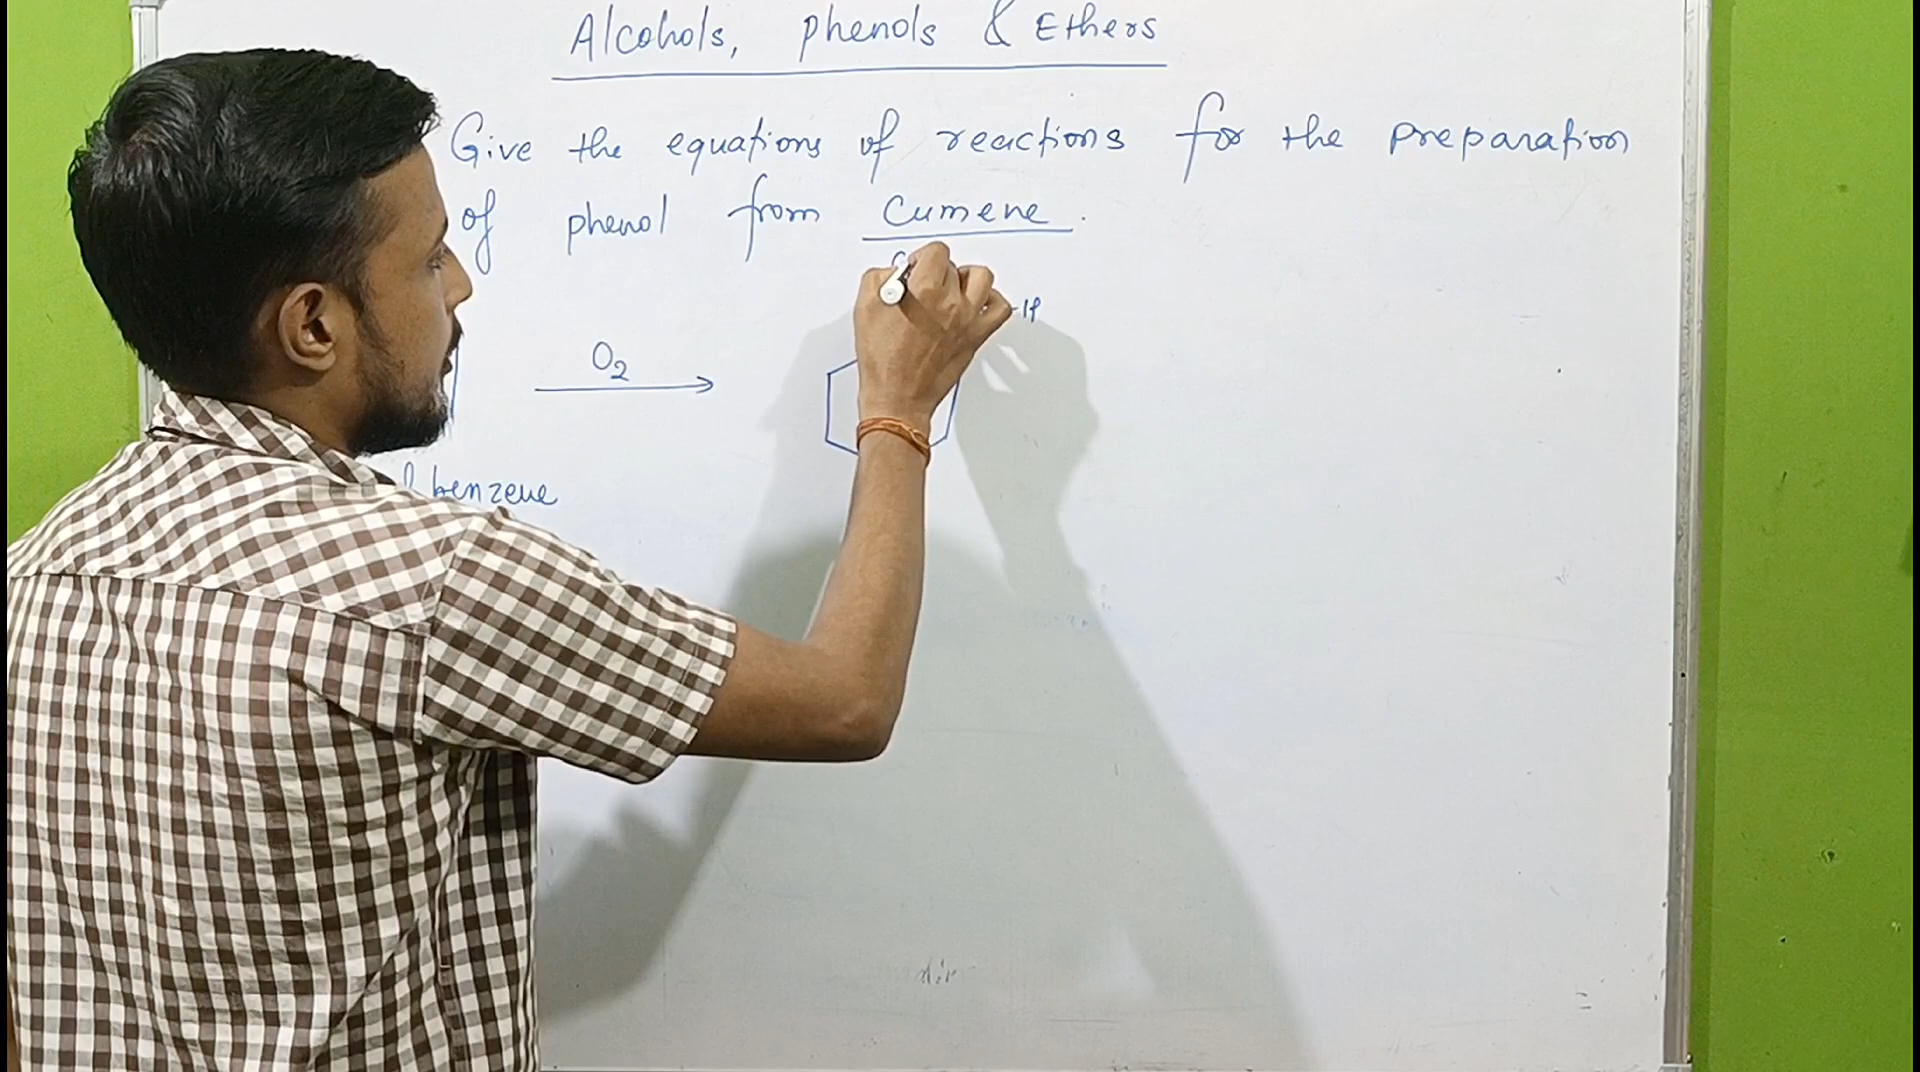 Alcohols, phenols & Ethers
Give the equations of reactions for the preparation
of phenol from Cumene.
-H
O2
benzene